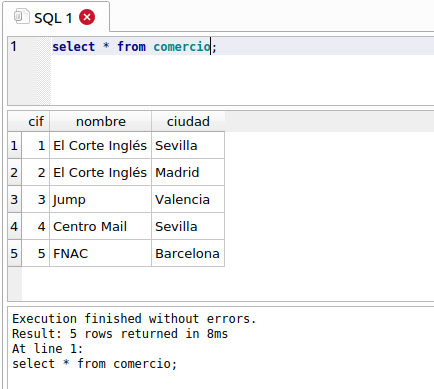 SQL 1
1 select * from comercio;
cif nombre ciudad
1 1 El Corte Inglés Sevilla
2 2 El Corte Inglés Madrid
3 3 Jump Valencia
4 4 Centro Mail Sevilla
5 5 FNAC Barcelona
Execution finished without errors.
Result: 5 rows returned in 8ms
At line 1:
select * from comercio;